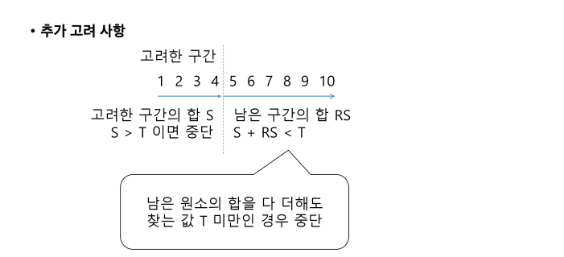 • 추가 고려 사항
고려한 구간
1 2 3 4 5 6 7 8 9 10
고려한 구간의 합 S
S > T 이면 중단
남은 구간의 합 RS
S + RS < T
남은 원소의 합을 다 더해도
찾는 값 T 미만인 경우 중단